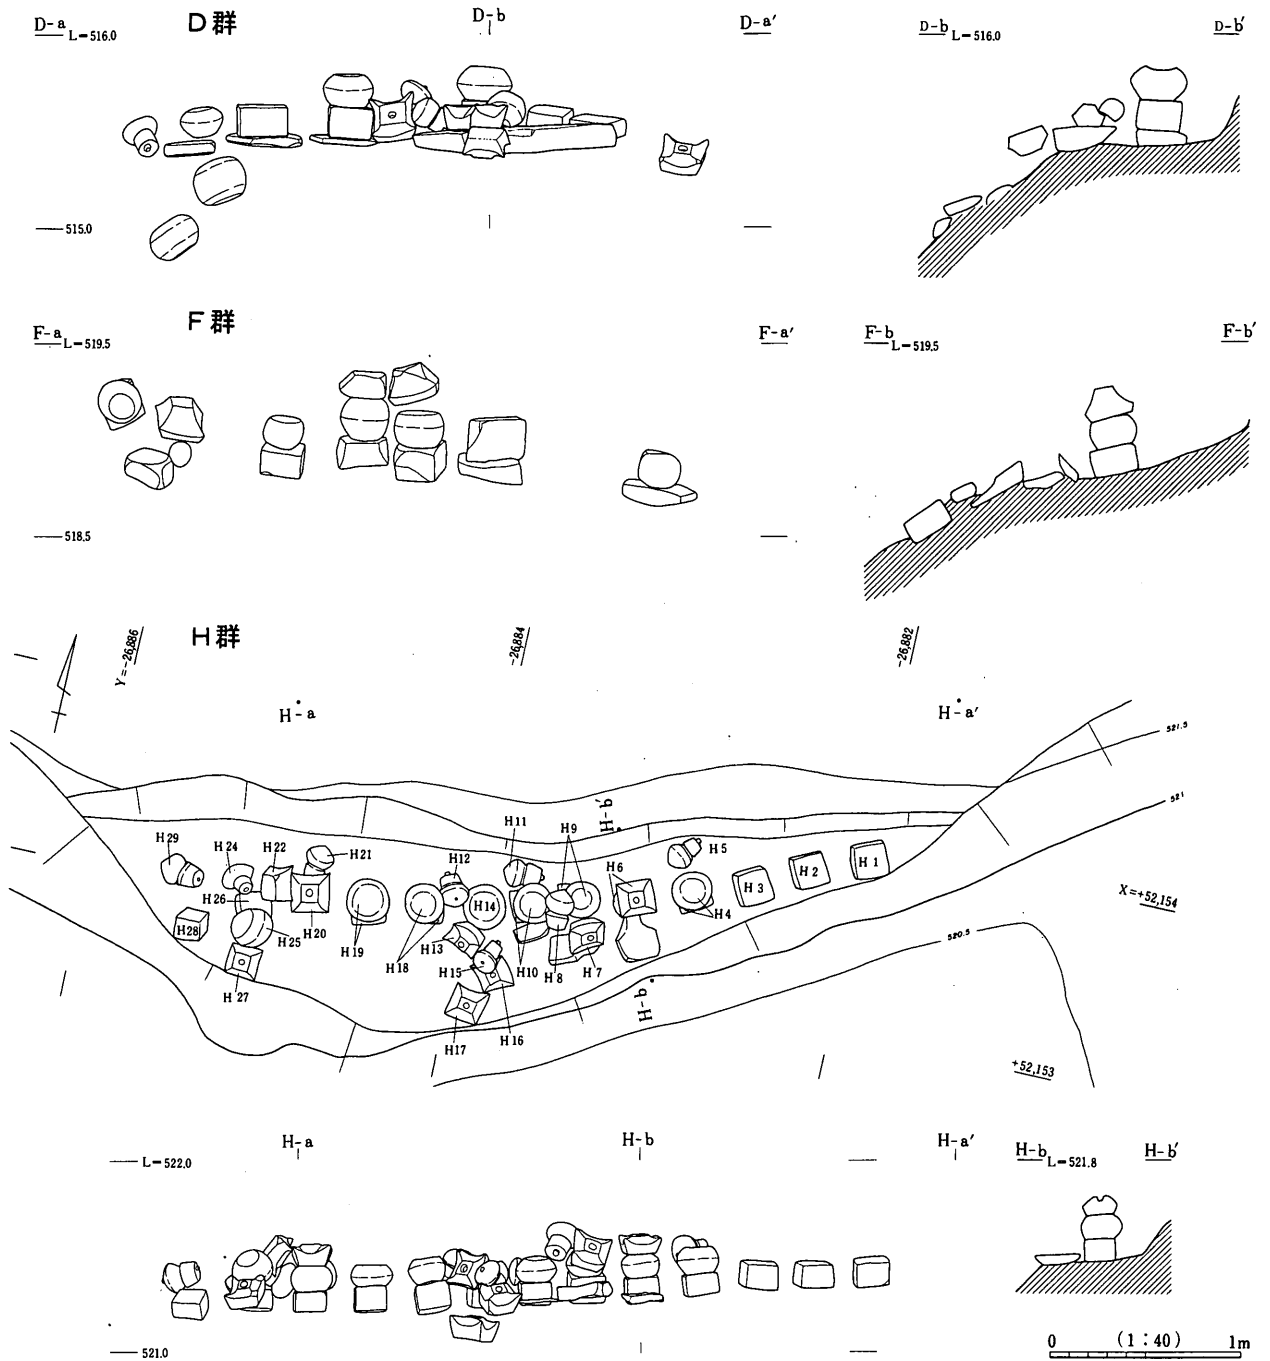 D-a L=516.0 D群 D-b D-a′ D-b L=516.0 D-b′
515.0
F群
F-a L=519.5 F-a′ F-b L=519.5 F-b′
518.5
H群
Y=-26,886 -26,884 -26,882
H-a H-a′
521.5
521
H-b′
H11 H9
H29 H24 H22 H21 H12 H6 H5
H26 H14 H3 H2 H1
X=+52,154
H28 H25 H20 H19 H18 H13 H10 H8 H7 H4
520.5
H27 H15
H-b
H17 H16
+52,153
H-a H-b H-a′ H-b L=521.8 H-b′
L=522.0
521.0
0 (1:40) 1m